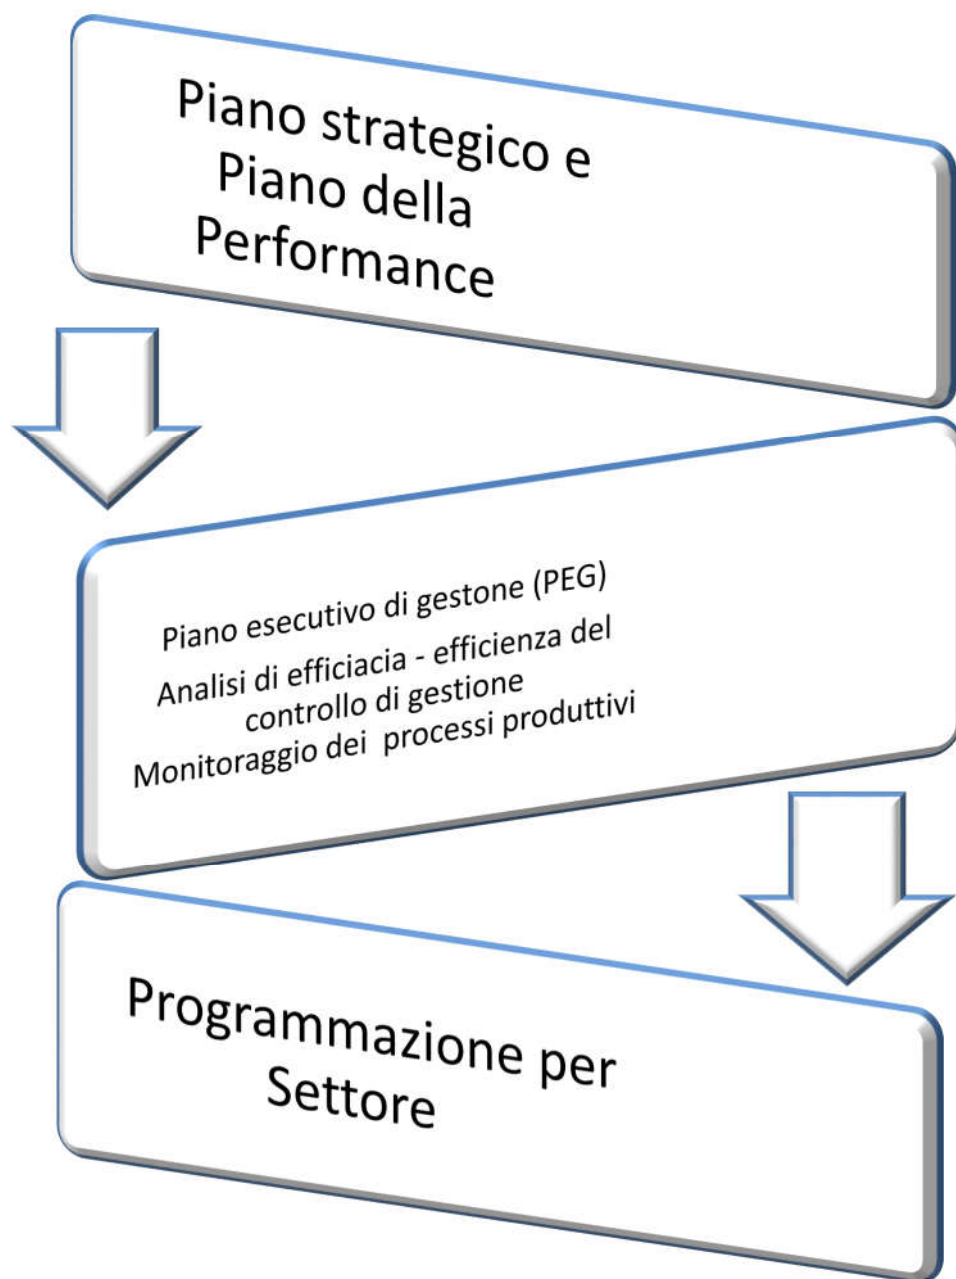 Piano strategico e
Piano della
Performance
Piano esecutivo di gestone (PEG)
Analisi di efficiacia - efficienza del
controllo di gestione
Monitoraggio dei  processi produttivi
Programmazione per
Settore